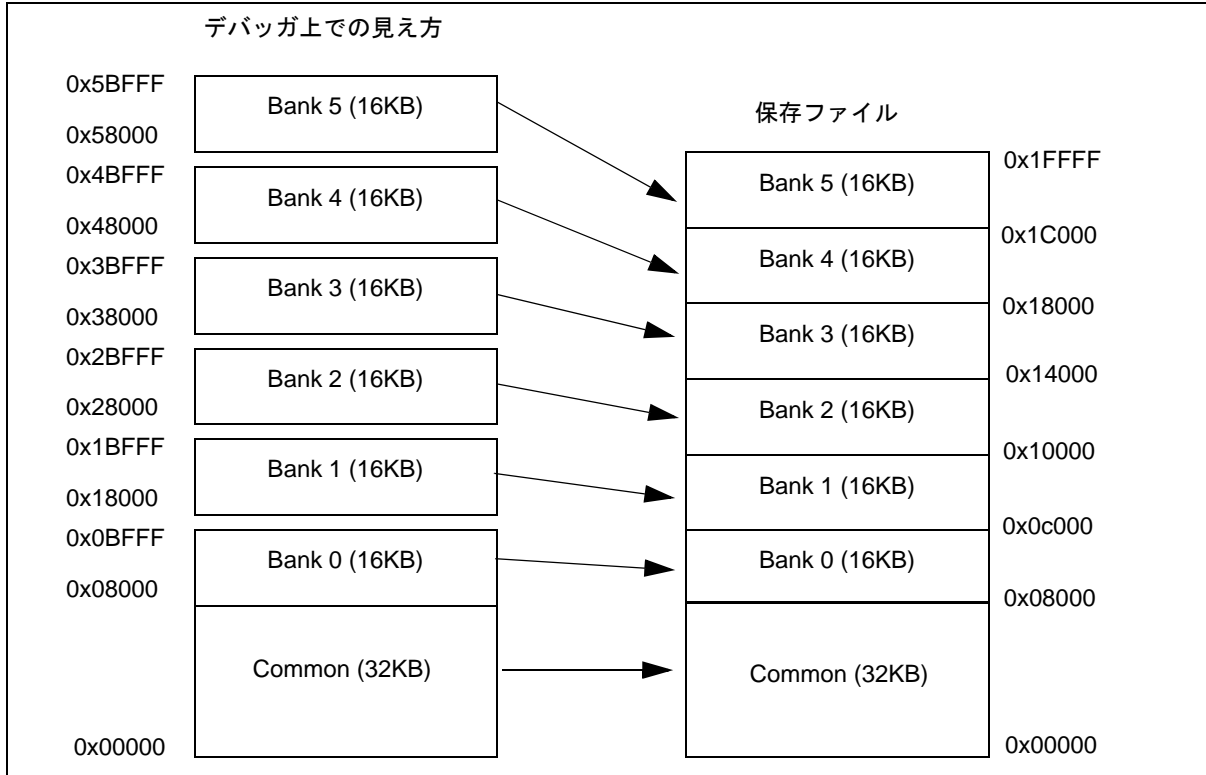 デバッガ上での見え方
0x5BFFF
Bank 5 (16KB)
0x58000
0x4BFFF
Bank 4 (16KB)
0x48000
0x3BFFF
Bank 3 (16KB)
0x38000
0x2BFFF
Bank 2 (16KB)
0x28000
0x1BFFF
Bank 1 (16KB)
0x18000
0x0BFFF
Bank 0 (16KB)
0x08000
Common (32KB)
0x00000
保存ファイル
0x1FFFF
Bank 5 (16KB)
0x1C000
Bank 4 (16KB)
0x18000
Bank 3 (16KB)
0x14000
Bank 2 (16KB)
0x10000
Bank 1 (16KB)
0x0c000
Bank 0 (16KB)
0x08000
Common (32KB)
0x00000